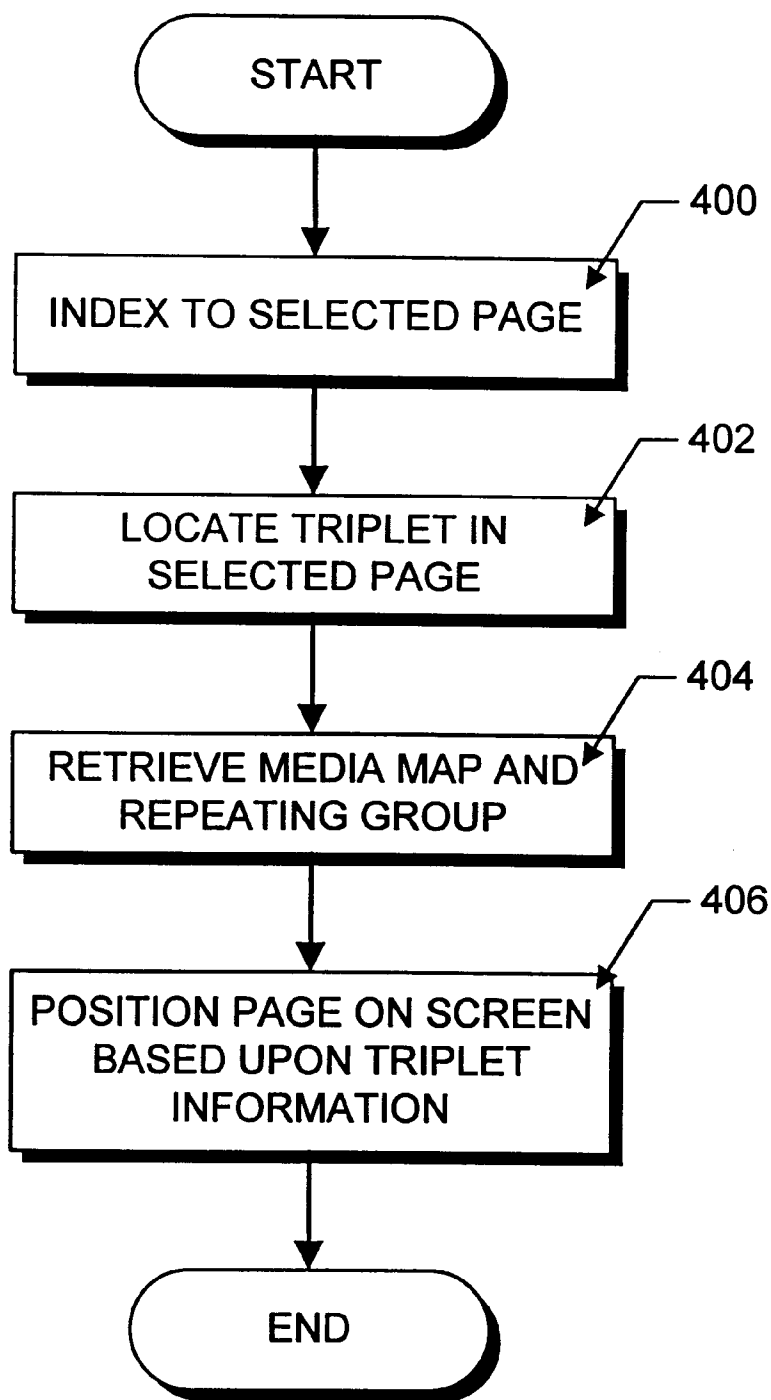 START
400
INDEX TO SELECTED PAGE
402
LOCATE TRIPLET IN
SELECTED PAGE
404
RETRIEVE MEDIA MAP AND
REPEATING GROUP
406
POSITION PAGE ON SCREEN
BASED UPON TRIPLET
INFORMATION
END